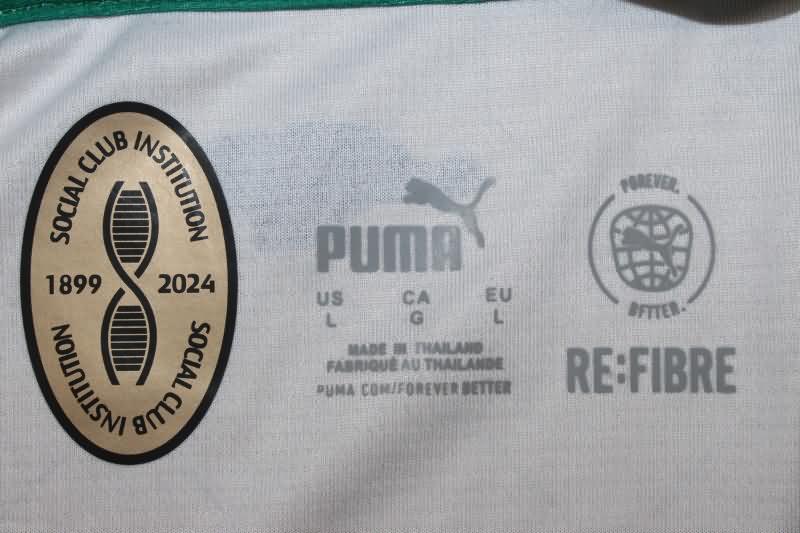 SOCIAL CLUB INSTITUTION
1899 2024
SOCIAL CLUB INSTITUTION
PUMA
US CA EU
L G L
MADE IN THAILAND
FABRIQUÉ AU THAILANDE
PUMA COM/FOREVER BETTER
FOREVER.
BETTER.
RE:FIBRE